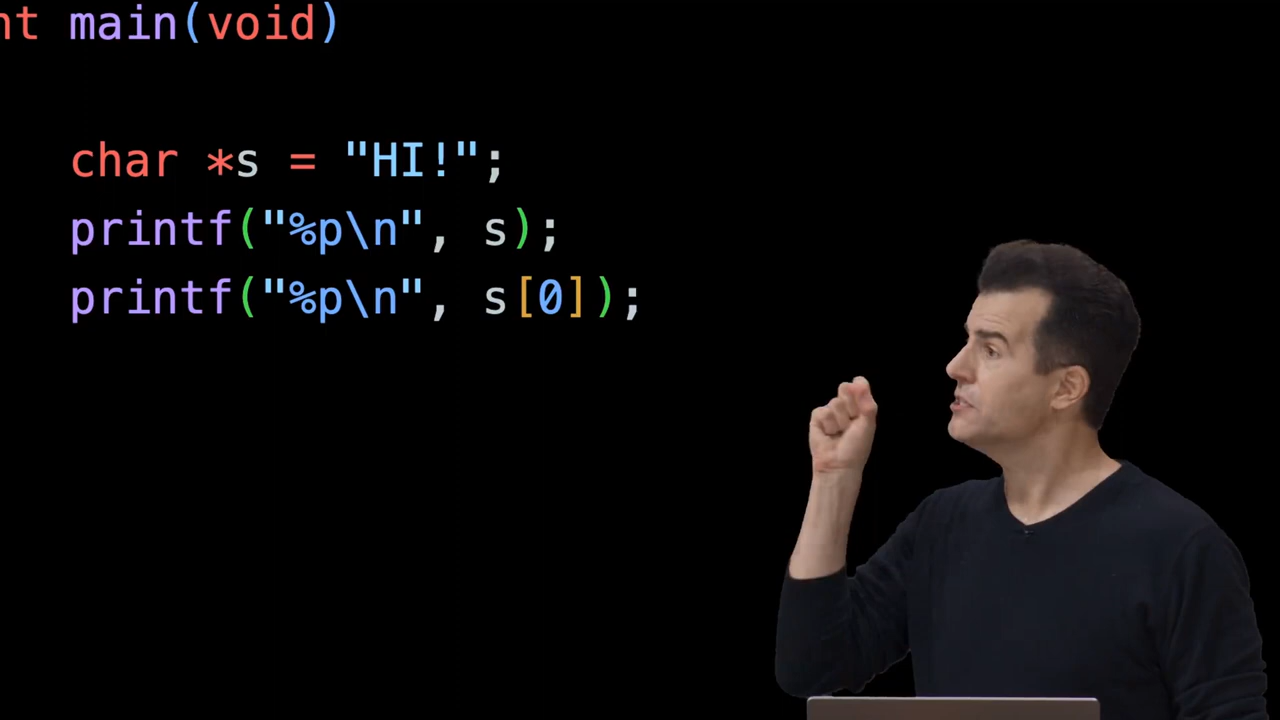 nt main(void)
char *s = "HI!";
printf("%p\n", s);
printf("%p\n", s[0]);